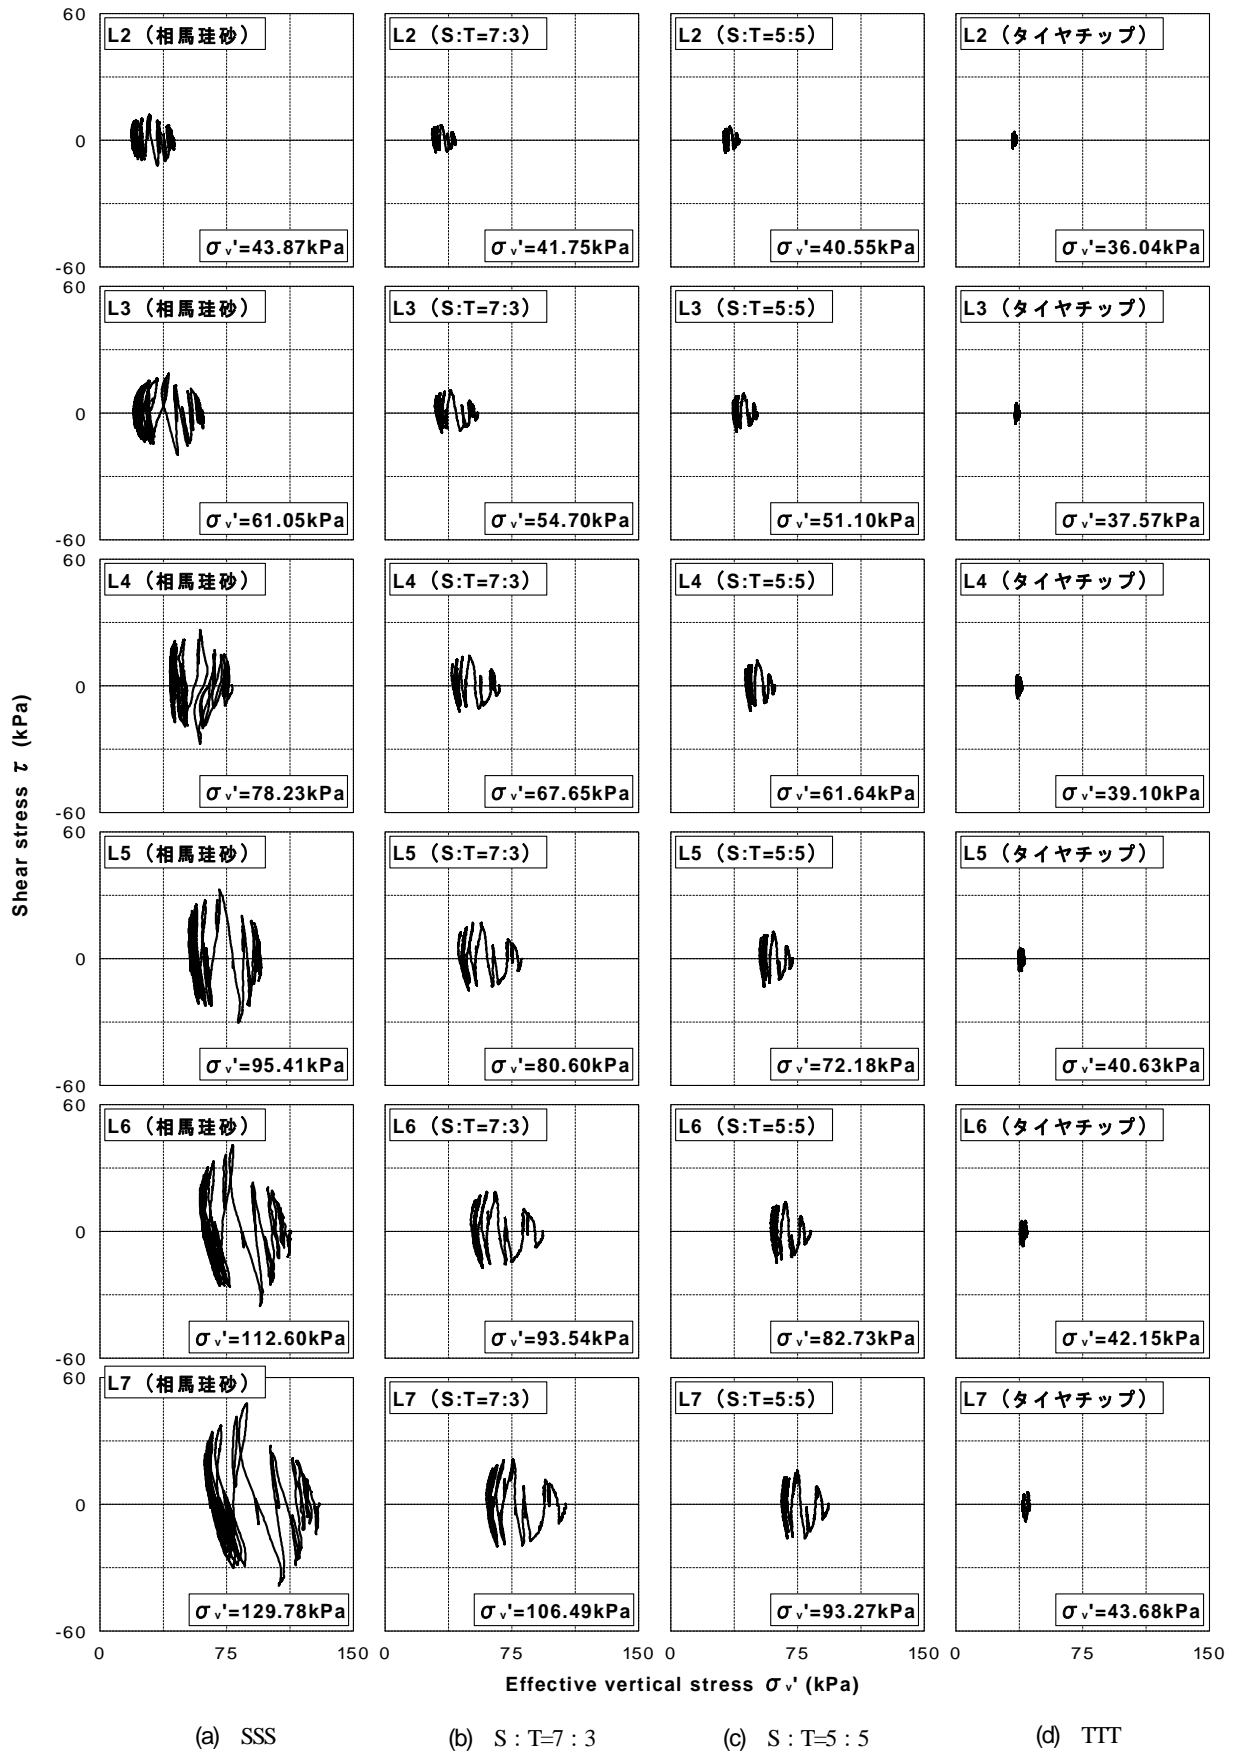 60
L2 (相馬珪砂) L2 (S:T=7:3) L2 (S:T=5:5) L2 (タイヤチップ)
0
σv'=43.87kPa σv'=41.75kPa σv'=40.55kPa σv'=36.04kPa
-60
60
L3 (相馬珪砂) L3 (S:T=7:3) L3 (S:T=5:5) L3 (タイヤチップ)
0
σv'=61.05kPa σv'=54.70kPa σv'=51.10kPa σv'=37.57kPa
-60
60
L4 (相馬珪砂) L4 (S:T=7:3) L4 (S:T=5:5) L4 (タイヤチップ)
0
σv'=78.23kPa σv'=67.65kPa σv'=61.64kPa σv'=39.10kPa
-60
Shear stress τ (kPa)
60
L5 (相馬珪砂) L5 (S:T=7:3) L5 (S:T=5:5) L5 (タイヤチップ)
0
σv'=95.41kPa σv'=80.60kPa σv'=72.18kPa σv'=40.63kPa
-60
60
L6 (相馬珪砂) L6 (S:T=7:3) L6 (S:T=5:5) L6 (タイヤチップ)
0
σv'=112.60kPa σv'=93.54kPa σv'=82.73kPa σv'=42.15kPa
-60
60
L7 (相馬珪砂) L7 (S:T=7:3) L7 (S:T=5:5) L7 (タイヤチップ)
0
σv'=129.78kPa σv'=106.49kPa σv'=93.27kPa σv'=43.68kPa
-60
0 75 150 0 75 150 0 75 150 0 75 150
Effective vertical stress σv' (kPa)
(a) SSS (b) S : T=7 : 3 (c) S : T=5 : 5 (d) TTT